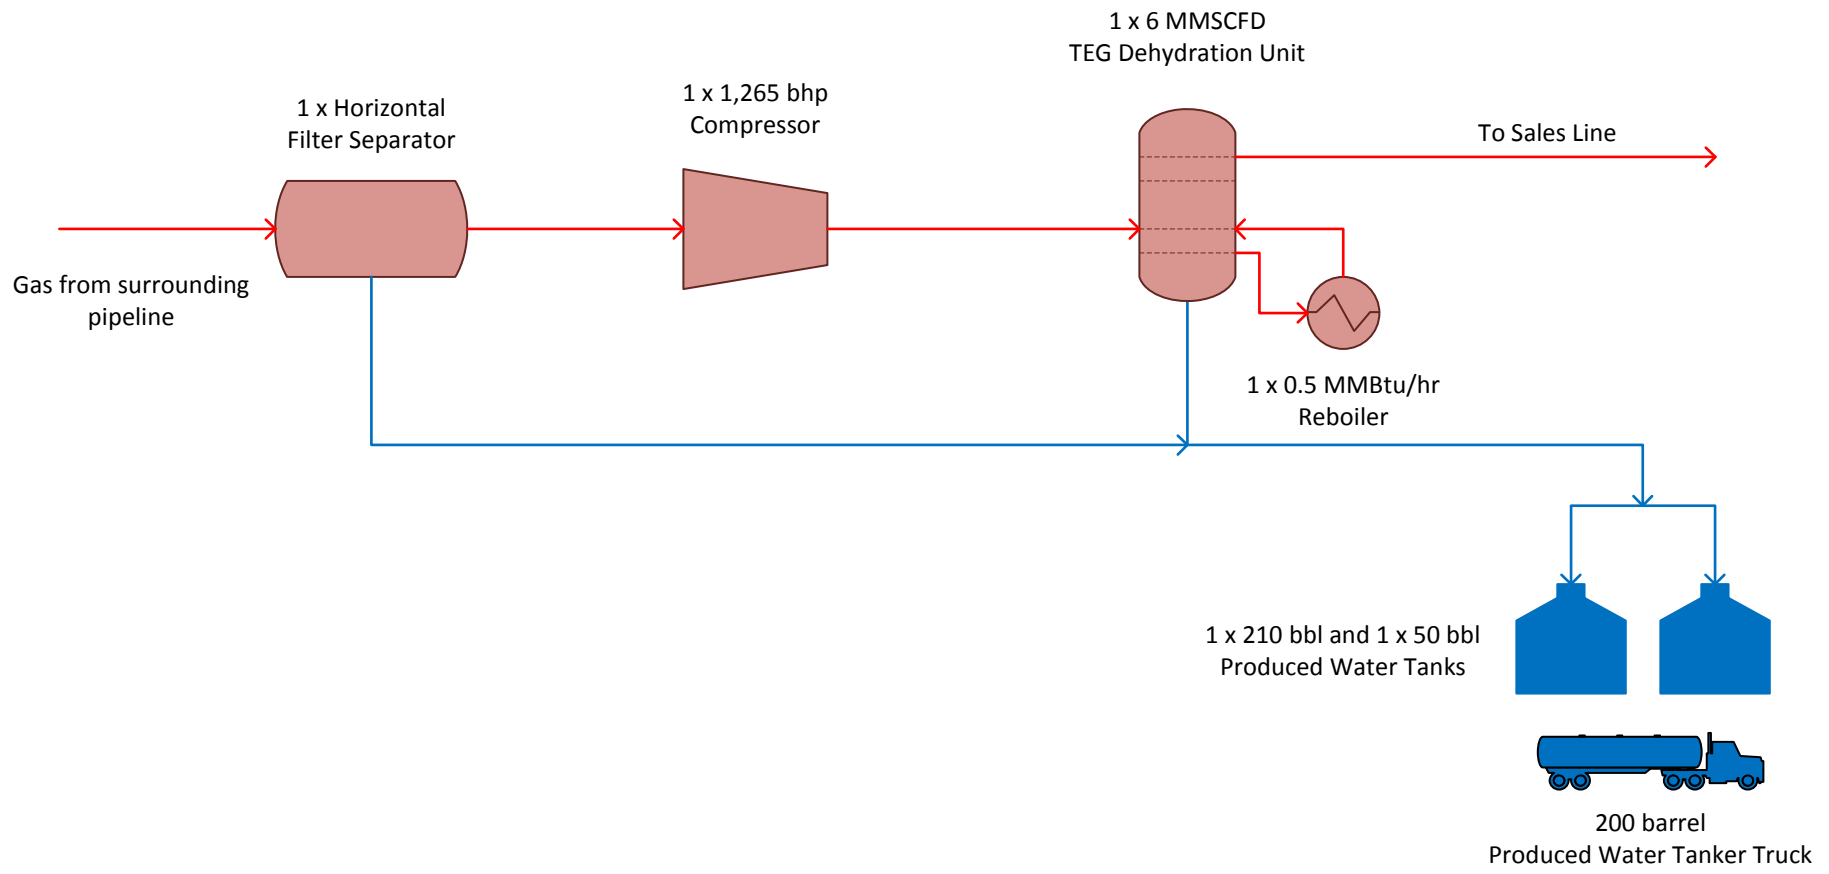 1 x 6 MMSCFD
TEG Dehydration Unit
1 x 1,265 bhp
Compressor
1 x Horizontal
Filter Separator
To Sales Line
Gas from surrounding
pipeline
1 x 0.5 MMBtu/hr
Reboiler
1 x 210 bbl and 1 x 50 bbl
Produced Water Tanks
200 barrel
Produced Water Tanker Truck